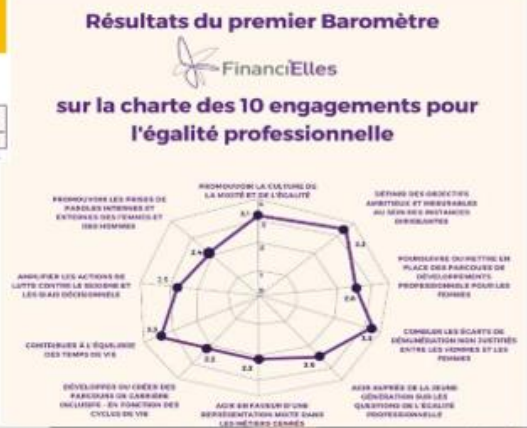 Résultats du premier Baromètre
FinanciElles
sur la charte des 10 engagements pour
l'égalité professionnelle
PROMOUVOIR LA CULTURE DE
LA MIXITÉ ET DE L'ÉGALITÉ
DÉFINIR DES OBJECTIFS
AMBITIEUX ET MESURABLES
AU SEIN DES INSTANCES
DIRIGEANTES
POURSUIVRE OU METTRE EN
PLACE DES PARCOURS DE
DÉVELOPPEMENTS
PROFESSIONNELS POUR LES
FEMMES
COMBLER LES ÉCARTS DE
RÉMUNÉRATION NON JUSTIFIÉS
ENTRE LES HOMMES ET LES
FEMMES
AGIR AUPRÈS DE LA JEUNE
GÉNÉRATION SUR LES
QUESTIONS DE L'ÉGALITÉ
PROFESSIONNELLE
AGIR EN FAVEUR D'UNE
REPRÉSENTATION MIXTE DANS
LES MÉTIERS GENRÉS
DÉVELOPPER OU CRÉER DES
PARCOURS DE CARRIÈRE
INCLUSIFS - EN FONCTION DES
CYCLES DE VIE
CONTRIBUER À L'ÉQUILIBRE
DES TEMPS DE VIE
AMPLIFIER LES ACTIONS DE
LUTTE CONTRE LE SEXISME ET
LES BIAIS DÉCISIONNELS
PROMOUVOIR LES PRISES DE
PAROLES INTERNES ET
EXTERNES DES FEMMES ET
DES HOMMES